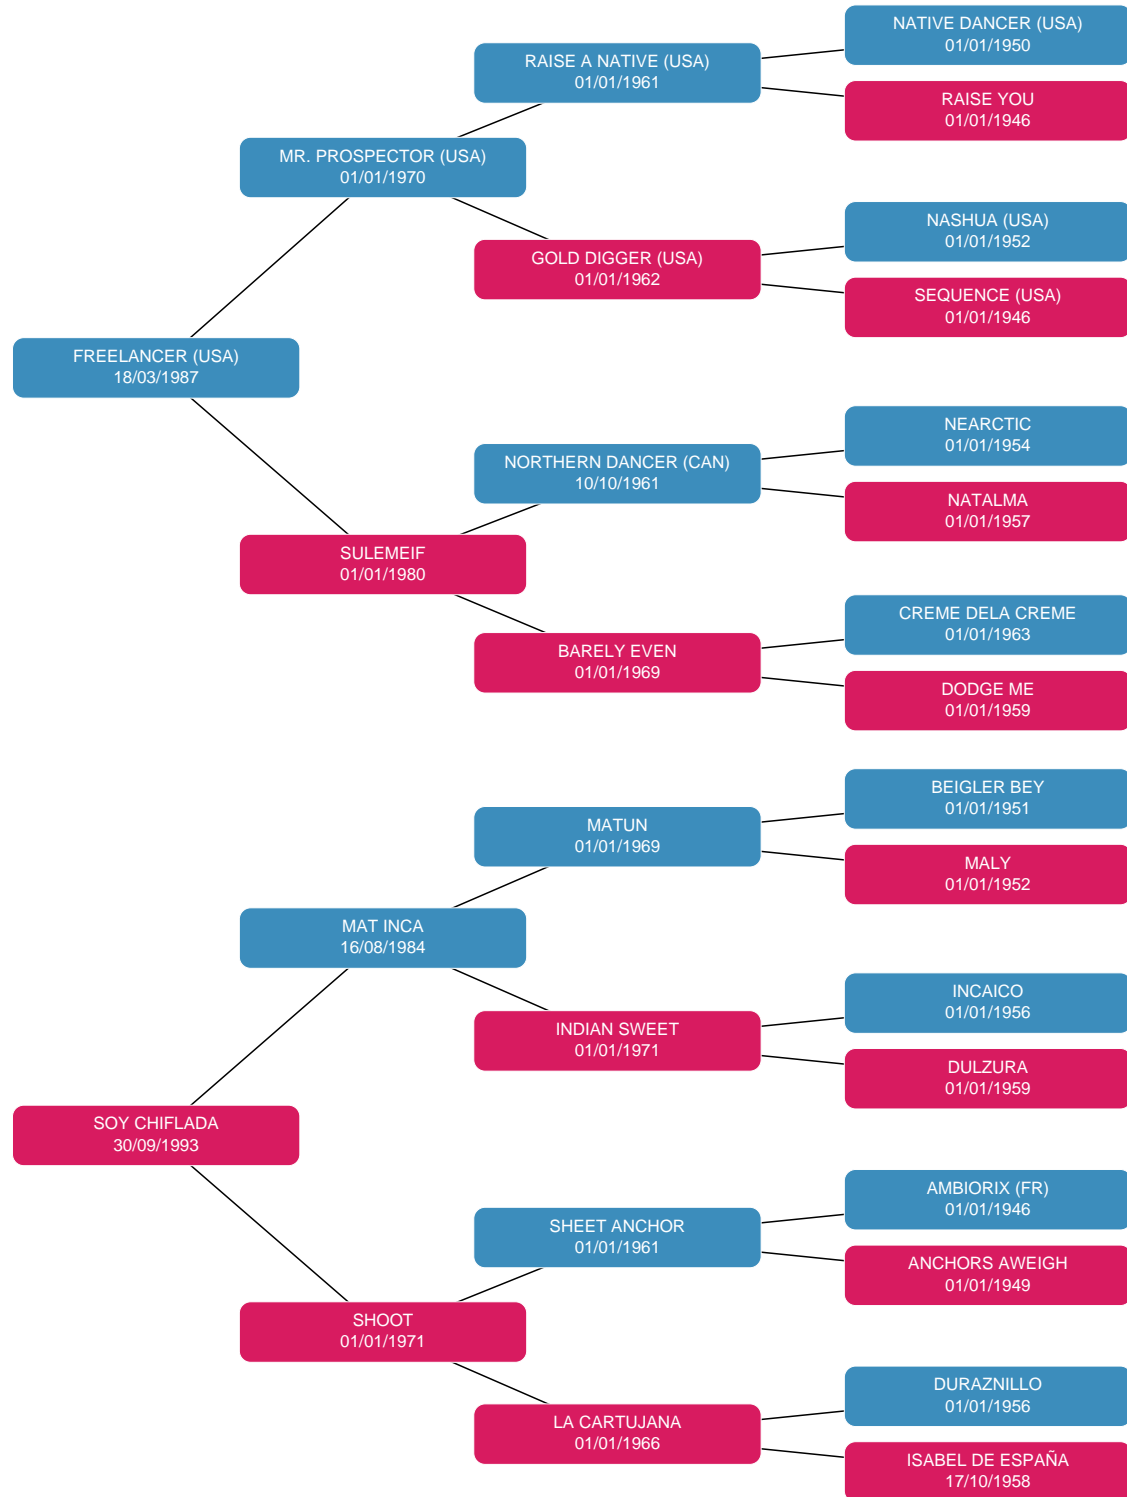 NATIVE DANCER (USA)
01/01/1950
RAISE A NATIVE (USA)
01/01/1961
RAISE YOU
01/01/1946
MR. PROSPECTOR (USA)
01/01/1970
NASHUA (USA)
01/01/1952
GOLD DIGGER (USA)
01/01/1962
SEQUENCE (USA)
01/01/1946
FREELANCER (USA)
18/03/1987
NEARCTIC
01/01/1954
NORTHERN DANCER (CAN)
10/10/1961
NATALMA
01/01/1957
SULEMEIF
01/01/1980
CREME DELA CREME
01/01/1963
BARELY EVEN
01/01/1969
DODGE ME
01/01/1959
BEIGLER BEY
01/01/1951
MATUN
01/01/1969
MALY
01/01/1952
MAT INCA
16/08/1984
INCAICO
01/01/1956
INDIAN SWEET
01/01/1971
DULZURA
01/01/1959
SOY CHIFLADA
30/09/1993
AMBIORIX (FR)
01/01/1946
SHEET ANCHOR
01/01/1961
ANCHORS AWEIGH
01/01/1949
SHOOT
01/01/1971
DURAZNILLO
01/01/1956
LA CARTUJANA
01/01/1966
ISABEL DE ESPAÑA
17/10/1958